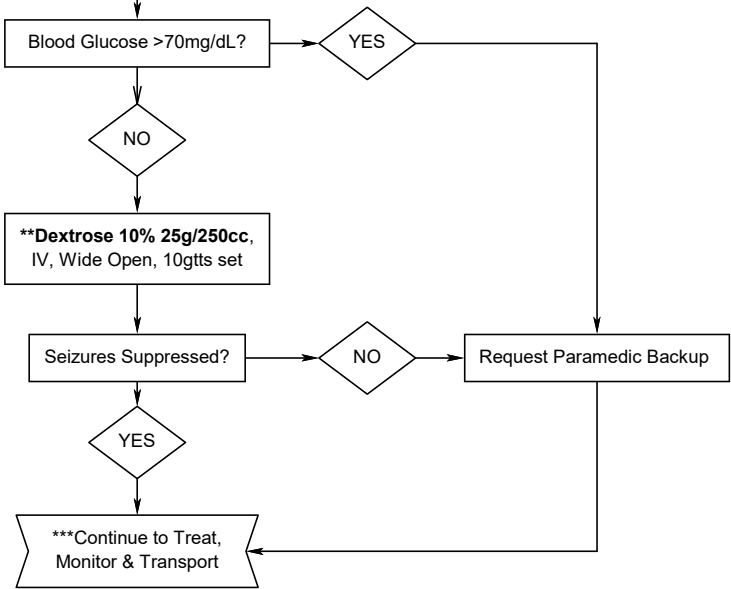 Blood Glucose >70mg/dL?
YES
NO
**Dextrose 10% 25g/250cc,
IV, Wide Open, 10gtts set
Seizures Suppressed?
NO
Request Paramedic Backup
YES
***Continue to Treat,
Monitor & Transport